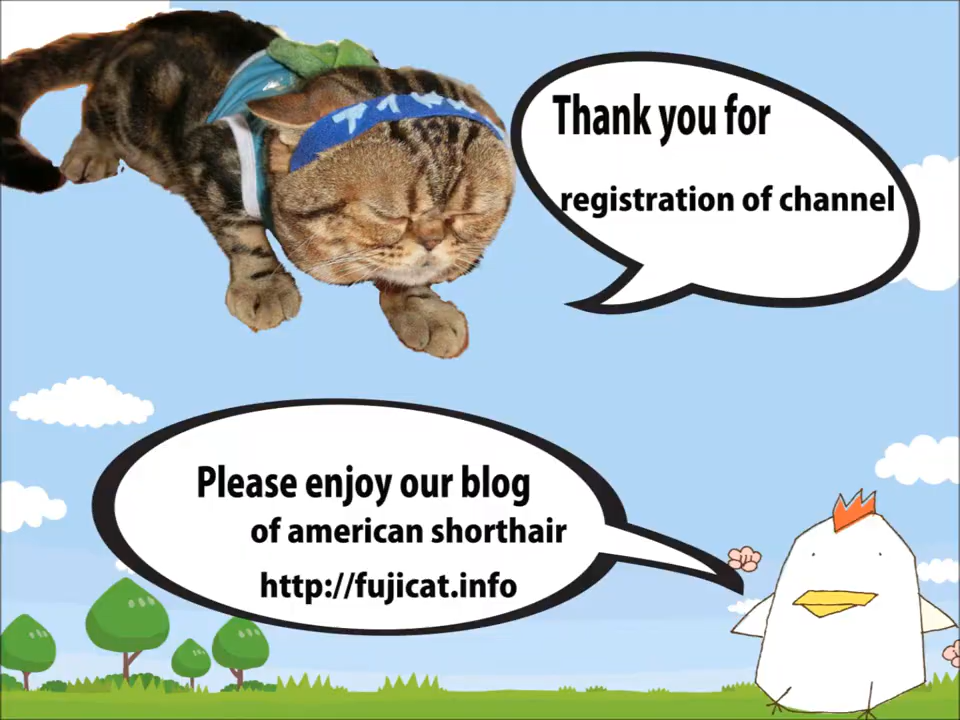 Thank you for
registration of channel
Please enjoy our blog
of american shorthair
http://fujicat.info